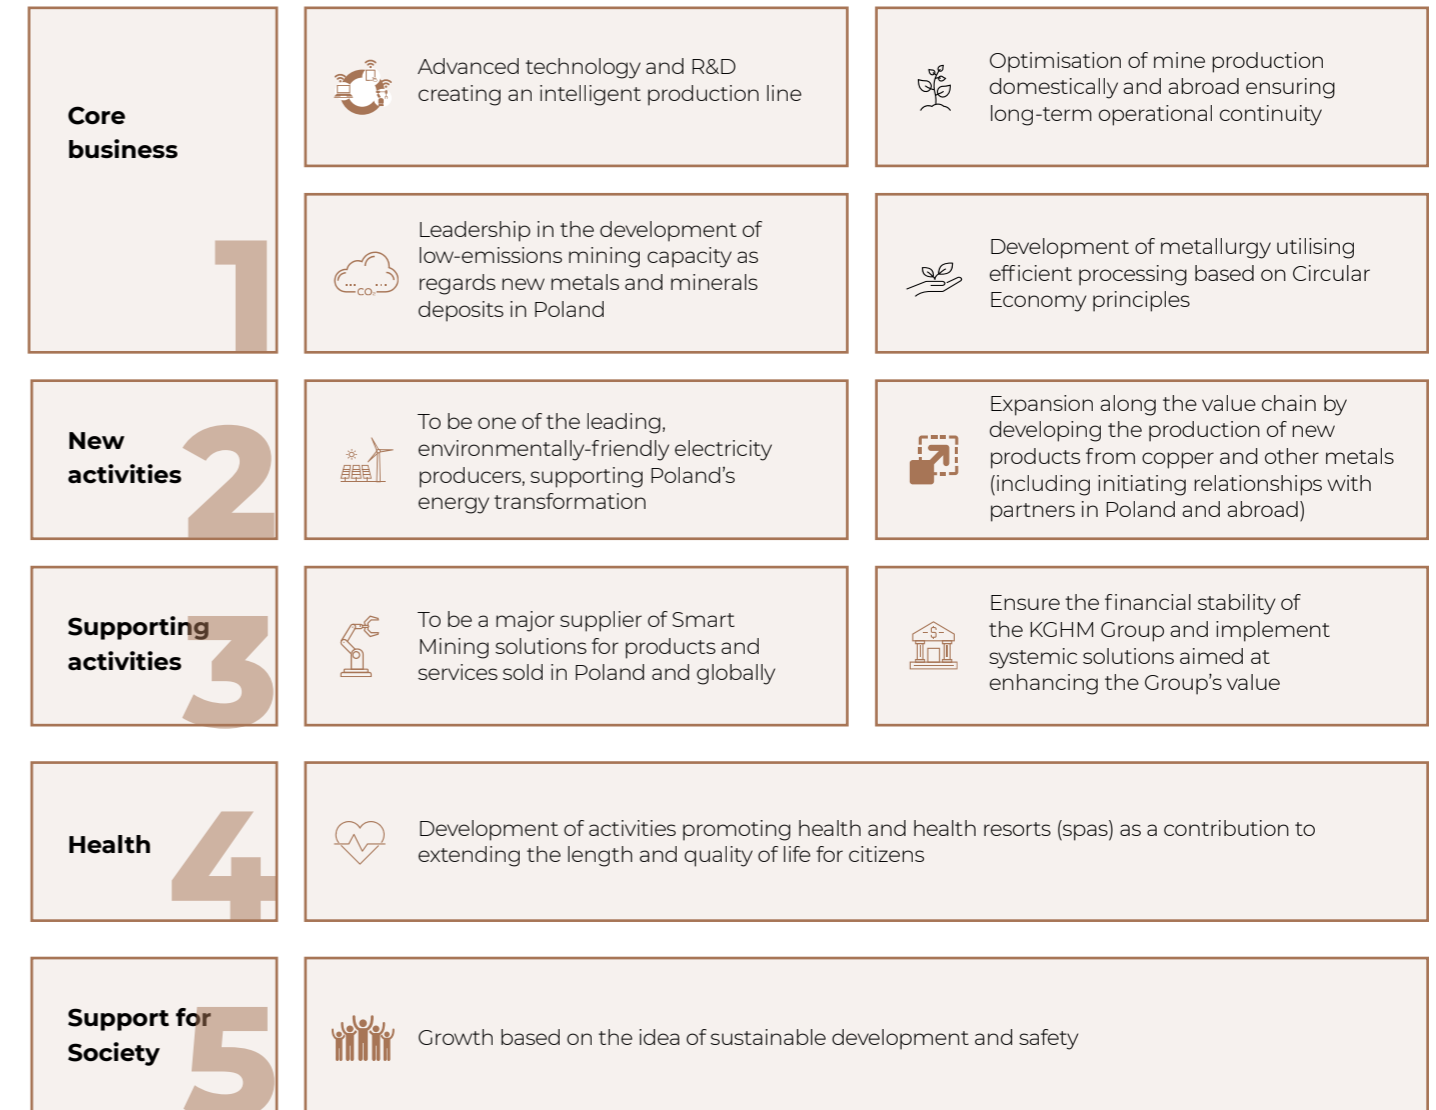 Core
business
1
Advanced technology and R&D
creating an intelligent production line
Optimisation of mine production
domestically and abroad ensuring
long-term operational continuity
Leadership in the development of
low-emissions mining capacity as
regards new metals and minerals
deposits in Poland
CO₂
Development of metallurgy utilising
efficient processing based on Circular
Economy principles
New
activities
2
To be one of the leading,
environmentally-friendly electricity
producers, supporting Poland's
energy transformation
Expansion along the value chain by
developing the production of new
products from copper and other metals
(including initiating relationships with
partners in Poland and abroad)
Supporting
activities
3
To be a major supplier of Smart
Mining solutions for products and
services sold in Poland and globally
-$-
Ensure the financial stability of
the KGHM Group and implement
systemic solutions aimed at
enhancing the Group's value
Health
4
Development of activities promoting health and health resorts (spas) as a contribution to
extending the length and quality of life for citizens
Support for
Society
5
Growth based on the idea of sustainable development and safety